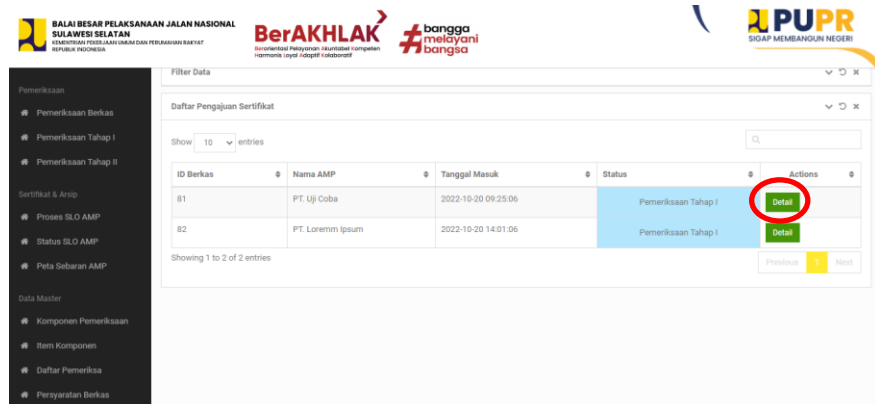 BALAI BESAR PELAKSANAAN JALAN NASIONAL
SULAWESI SELATAN
KEMENTRIAN PEKERJAAN UMUM DAN PERUMAHAN RAKYAT
REPUBLIK INDONESIA
BerAKHLAK
Berorientasi Pelayanan Akuntabel Kompeten
Harmonis Loyal Adaptif Kolaboratif
#bangga
melayani
bangsa
PUPR
SIGAP MEMBANGUN NEGERI
Filter Data
Pemeriksaan
Pemeriksaan Berkas
Pemeriksaan Tahap I
Pemeriksaan Tahap II
Sertifikat & Arsip
Proses SLO AMP
Status SLO AMP
Peta Sebaran AMP
Data Master
Komponen Pemeriksaan
Item Komponen
Daftar Pemeriksa
Persyaratan Berkas
Daftar Pengajuan Sertifikat
Show 10 entries
ID Berkas Nama AMP Tanggal Masuk Status Actions
81 PT. Uji Coba 2022-10-20 09:25:06 Pemeriksaan Tahap I Detail
82 PT. Loremm Ipsum 2022-10-20 14:01:06 Pemeriksaan Tahap I Detail
Showing 1 to 2 of 2 entries
Previous 1 Next